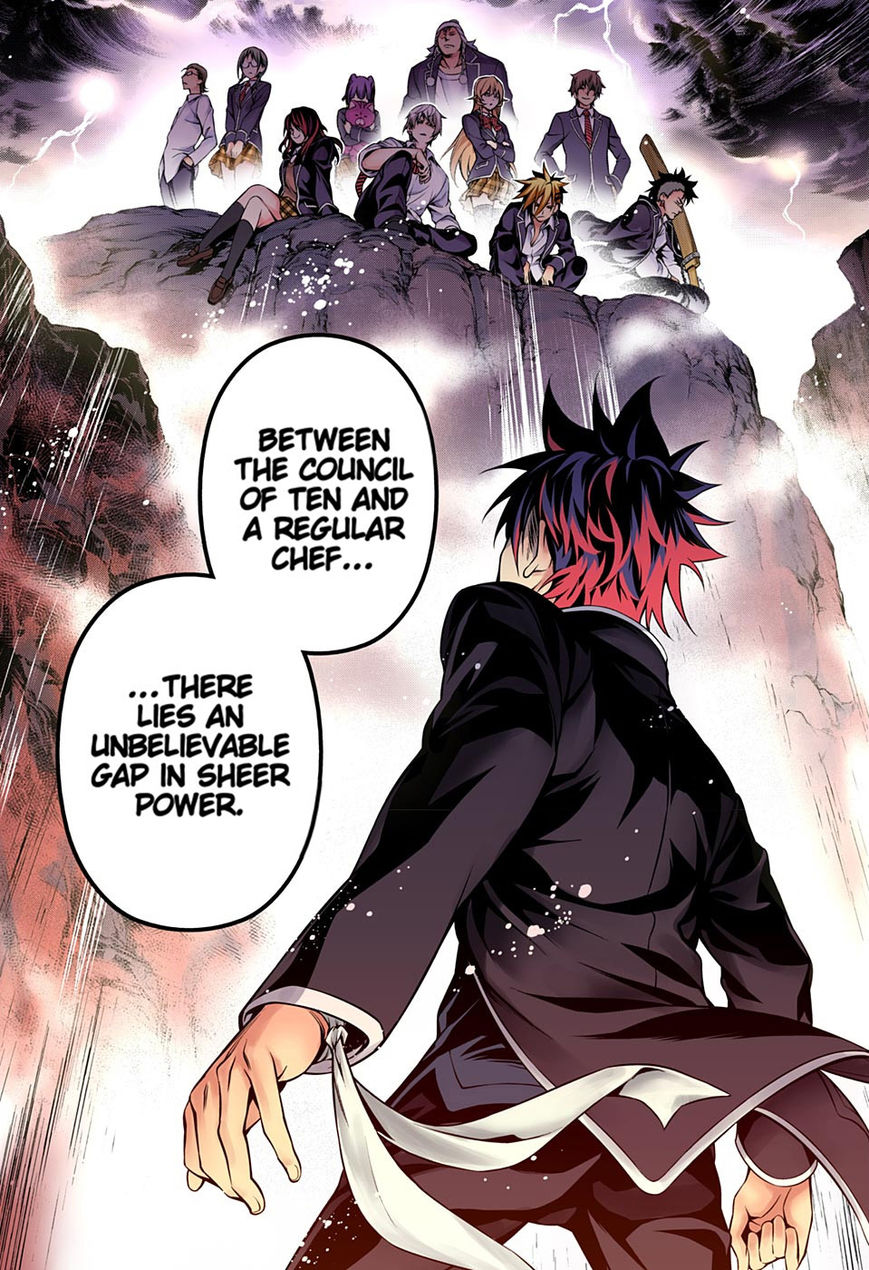 BETWEEN
THE COUNCIL
OF TEN AND
A REGULAR
CHEF...
...THERE
LIES AN
UNBELIEVABLE
GAP IN SHEER
POWER.